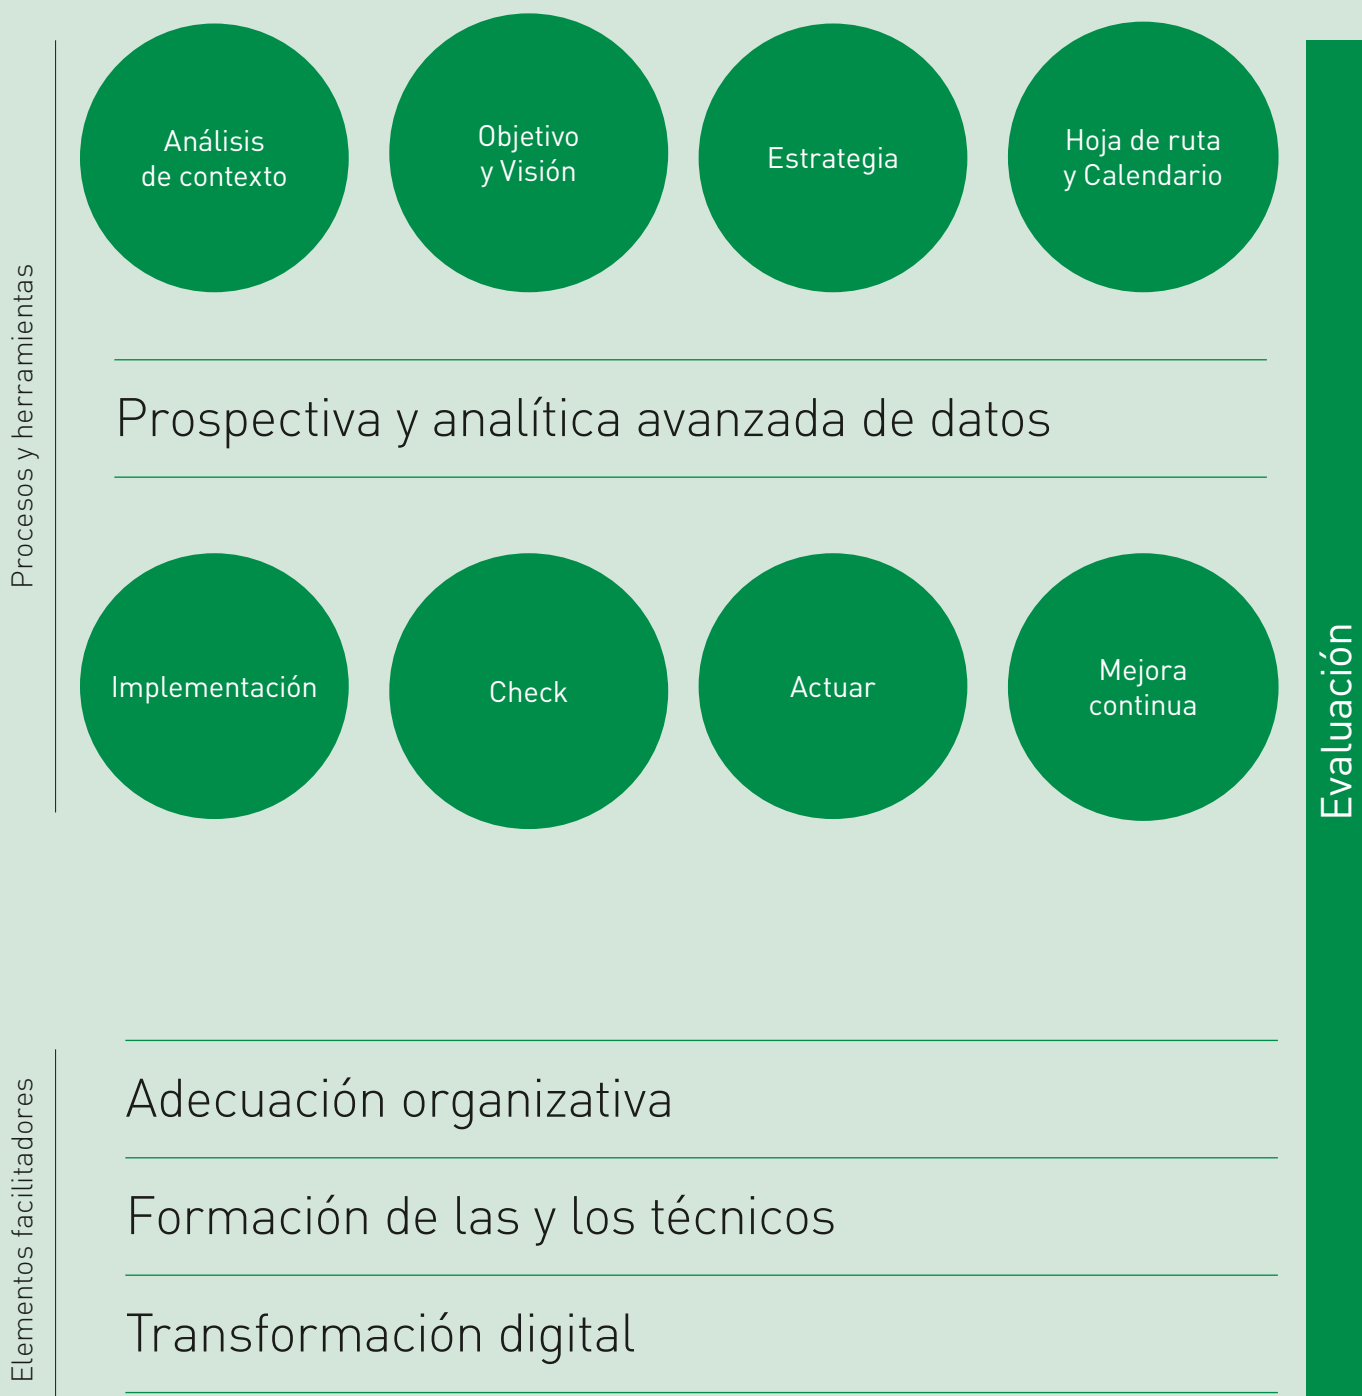 Procesos y herramientas
Análisis
de contexto
Objetivo
y Visión
Estrategia
Hoja de ruta
y Calendario
Prospectiva y analítica avanzada de datos
Implementación
Check
Actuar
Mejora
continua
Evaluación
Elementos facilitadores
Adecuación organizativa
Formación de las y los técnicos
Transformación digital